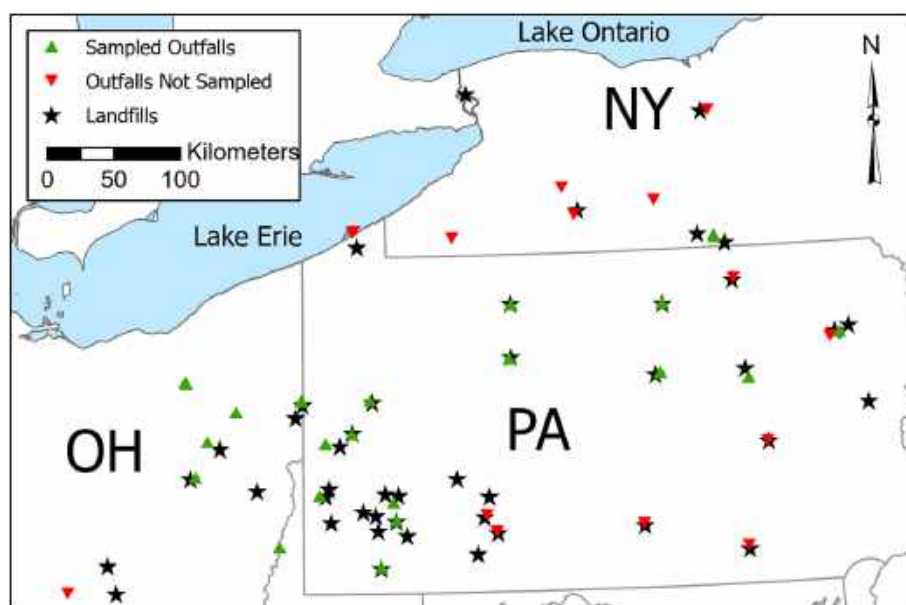 Lake Ontario
Sampled Outfalls
Outfalls Not Sampled
Landfills
Kilometers
0 50 100
N
NY
Lake Erie
PA
OH